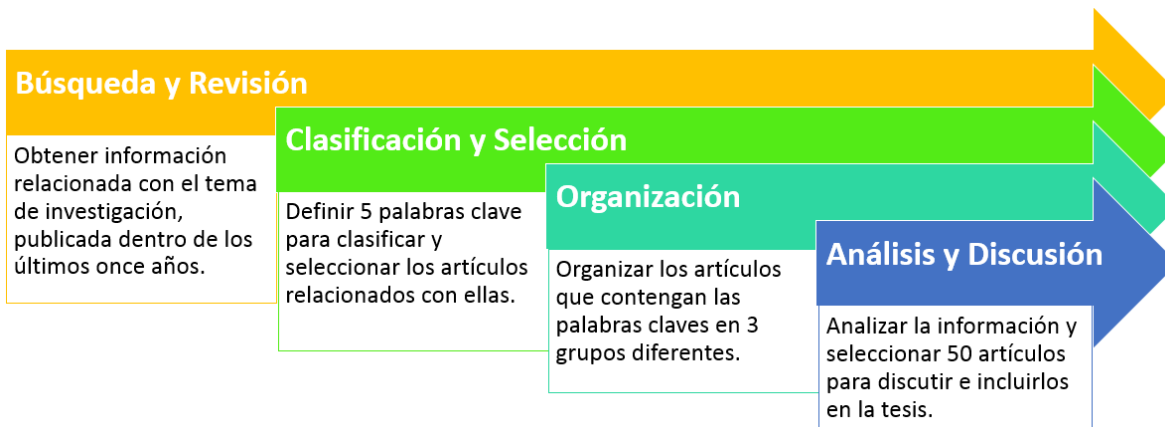 Búsqueda y Revisión
Obtener información
relacionada con el tema
de investigación,
publicada dentro de los
últimos once años.
Clasificación y Selección
Definir 5 palabras clave
para clasificar y
seleccionar los artículos
relacionados con ellas.
Organización
Organizar los artículos
que contengan las
palabras claves en 3
grupos diferentes.
Análisis y Discusión
Analizar la información y
seleccionar 50 artículos
para discutir e incluirlos
en la tesis.